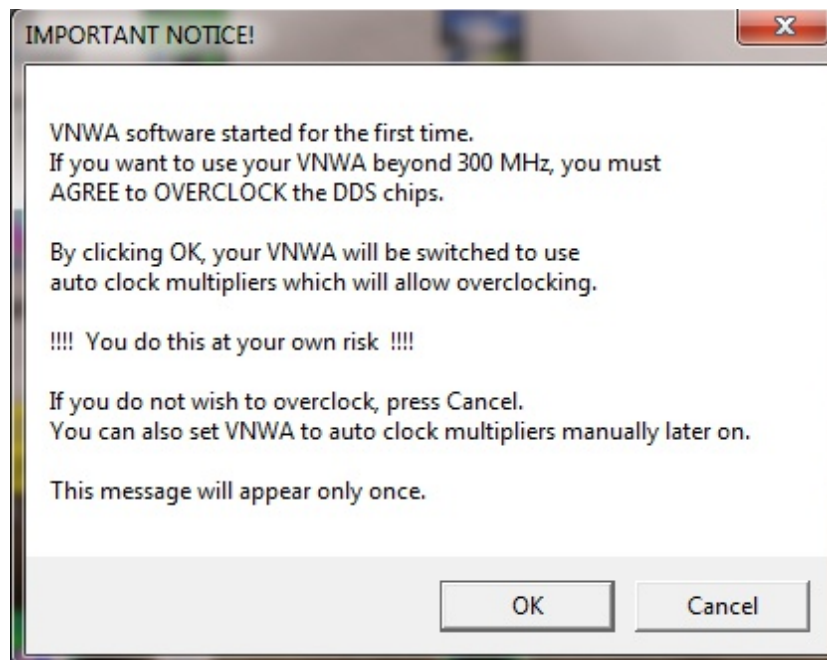 IMPORTANT NOTICE!
VNWA software started for the first time.
If you want to use your VNWA beyond 300 MHz, you must
AGREE to OVERCLOCK the DDS chips.
By clicking OK, your VNWA will be switched to use
auto clock multipliers which will allow overclocking.
!!!! You do this at your own risk !!!!
If you do not wish to overclock, press Cancel.
You can also set VNWA to auto clock multipliers manually later on.
This message will appear only once.
OK
Cancel